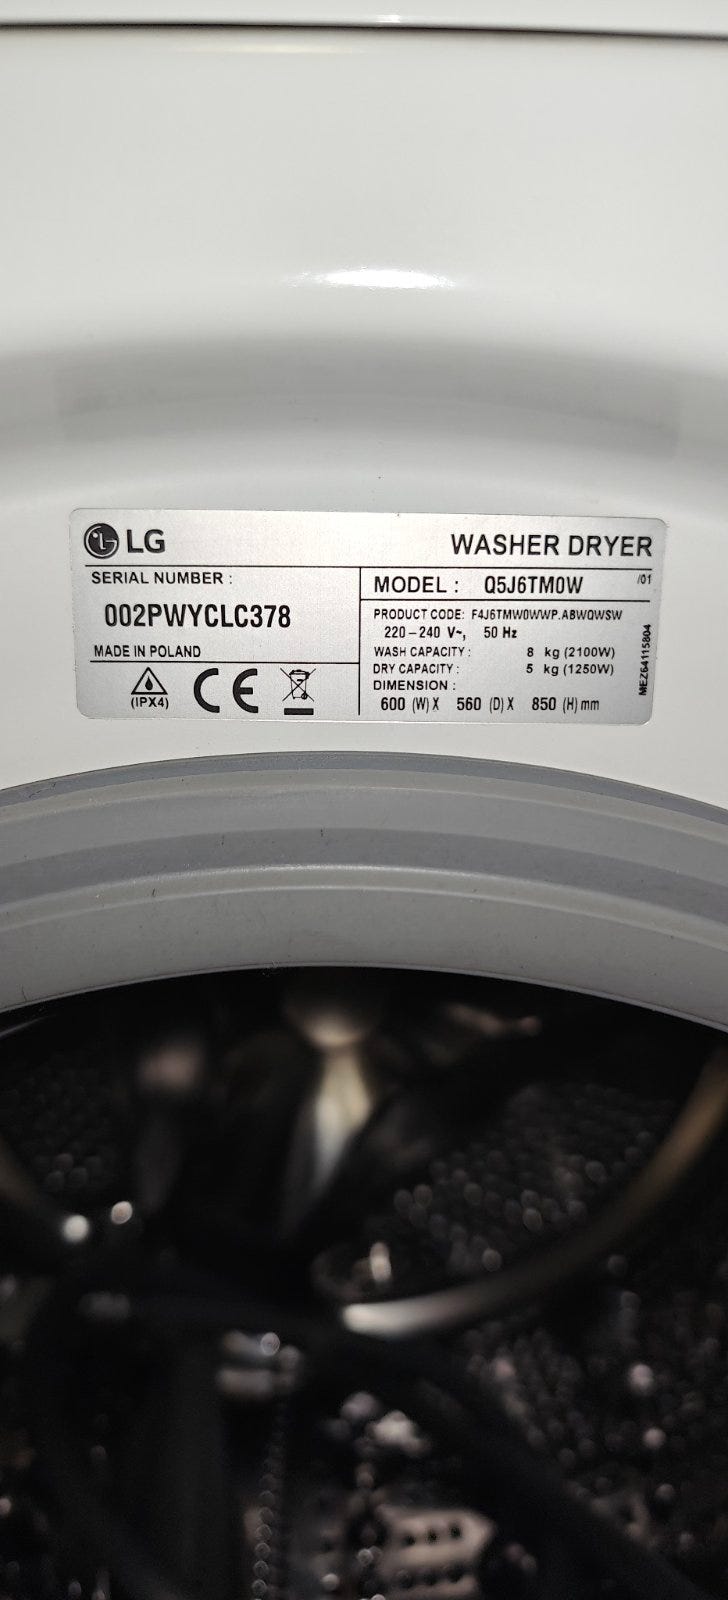 LG
WASHER DRYER
SERIAL NUMBER :
002PWYCLC378
MADE IN POLAND
(IPX4)
CE
MODEL : Q5J6TM0W /01
PRODUCT CODE: F4J6TMW0WWP.ABWQWSW
220-240 V~, 50 Hz
WASH CAPACITY : 8 kg (2100W)
DRY CAPACITY : 5 kg (1250W)
DIMENSION :
600 (W) X 560 (D) X 850 (H) mm
MEZ64115804